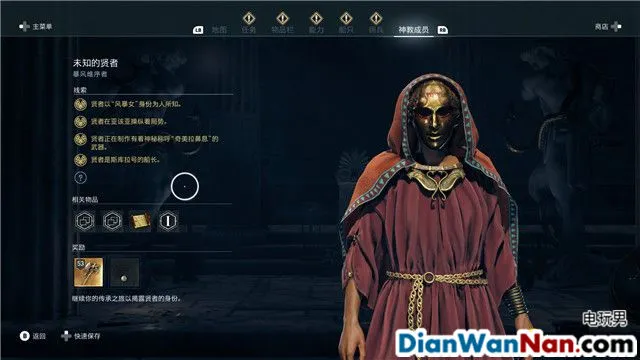 主菜单
LB 地图 任务 物品栏 能力 船只 佣兵 神教成员 RB
商店
未知的贤者
暴风维序者
线索
贤者以“风暴女”身份为人所知。
贤者在亚该亚操纵着局势。
贤者正在制作有着神秘称呼“奇美拉鼻息”的
武器。
贤者是斯库拉号的船长。
?
相关物品
奖励
53
继续你的传承之旅以揭露贤者的身份。
B 返回 快速保存
电玩男
DianWanNan.com